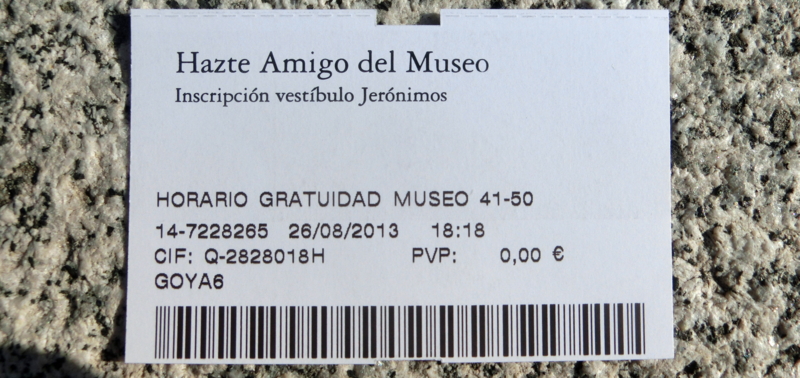 Hazte Amigo del Museo
Inscripción vestíbulo Jerónimos
HORARIO GRATUIDAD MUSEO 41-50
14-7228265 26/08/2013 18:18
CIF: Q-2828018H PVP: 0,00 €
GOYA6